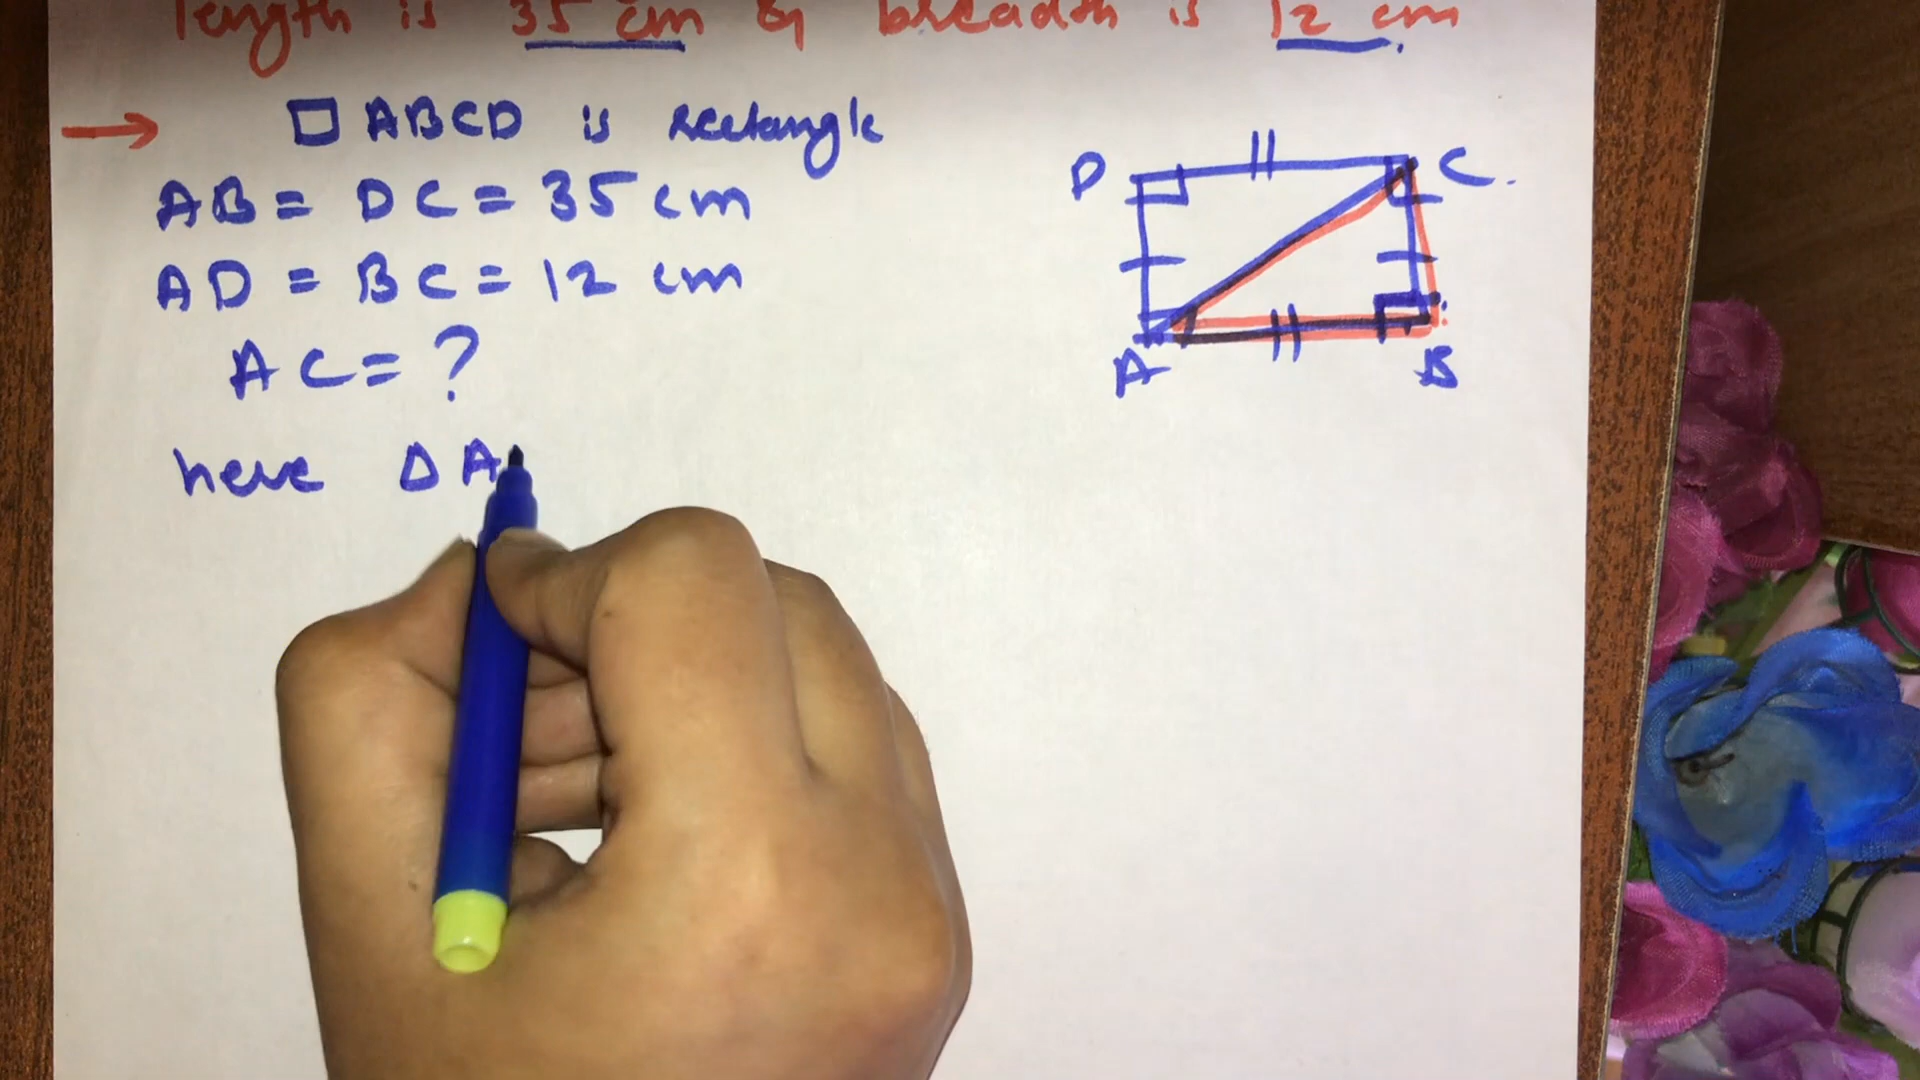 length is 35 cm & breadth is 12 cm
→ □ ABCD is rectangle
AB = DC = 35 cm
AD = BC = 12 cm
AC = ?
here Δ A
D C.
A B